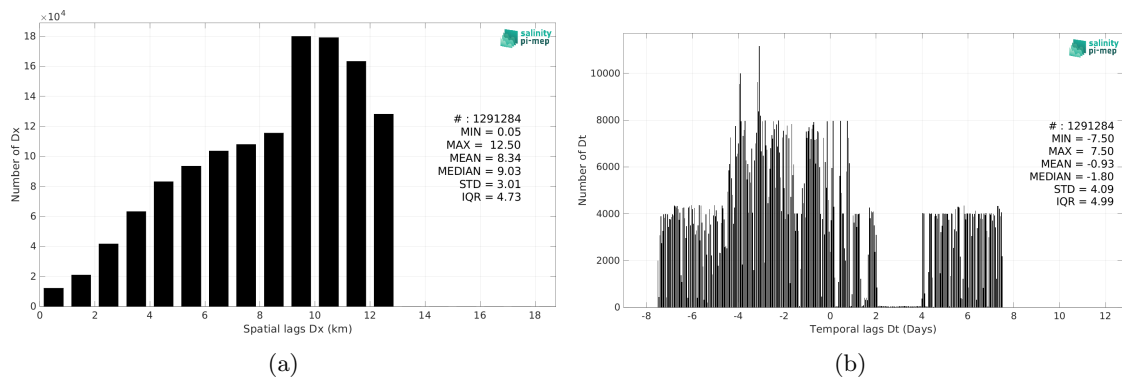 ×10⁴
18
16
14
12
10
8
6
4
2
0
Number of Dx
0 2 4 6 8 10 12 14 16 18
Spatial lags Dx (km)
salinity
pi-mep
# : 1291284
MIN = 0.05
MAX = 12.50
MEAN = 8.34
MEDIAN = 9.03
STD = 3.01
IQR = 4.73
(a)
10000
8000
6000
4000
2000
0
Number of Dt
-8 -6 -4 -2 0 2 4 6 8 10 12
Temporal lags Dt (Days)
salinity
pi-mep
# : 1291284
MIN = -7.50
MAX = 7.50
MEAN = -0.93
MEDIAN = -1.80
STD = 4.09
IQR = 4.99
(b)